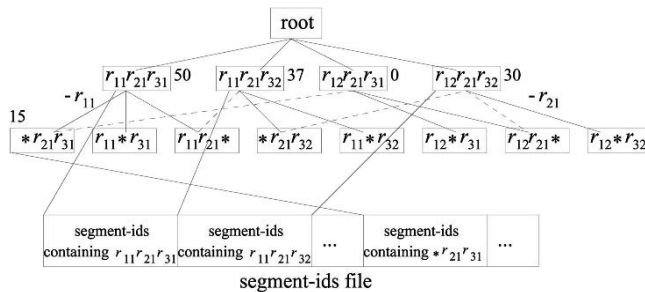 root
r11r21r31 50 r11r21r32 37 r12r21r31 0 r12r21r32 30
-r11 -r21
15
*r21r31 r11*r31 r11r21* *r21r32 r11*r32 r12*r31 r12r21* r12*r32
segment-ids segment-ids segment-ids
containing r11r21r31 containing r11r21r32 ... containing *r21r31 ...
segment-ids file